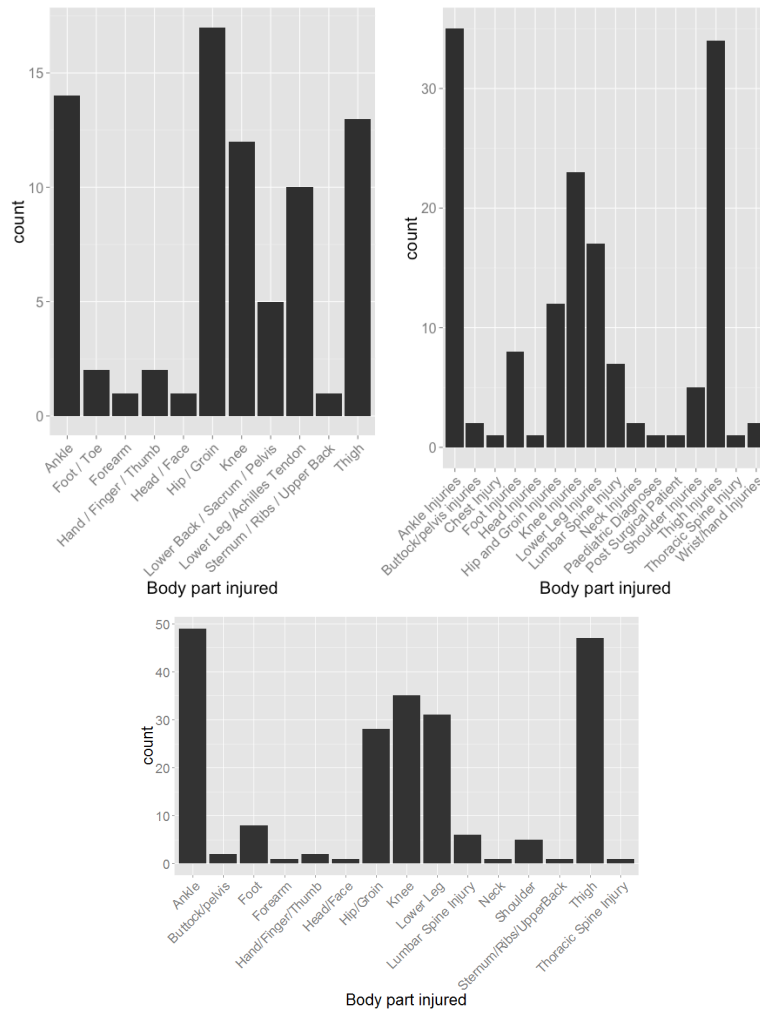 15
10
5
0
count
Ankle
Foot / Toe
Forearm
Hand / Finger / Thumb
Head / Face
Hip / Groin
Knee
Lower Back / Sacrum / Pelvis
Lower Leg /Achilles Tendon
Sternum / Ribs / Upper Back
Thigh
Body part injured
30
20
10
0
count
Ankle Injuries
Buttock/pelvis injuries
Chest Injury
Foot Injuries
Head Injuries
Hip and Groin Injuries
Knee Injuries
Lower Leg Injuries
Lumbar Spine Injury
Neck Injuries
Paediatric Diagnoses
Post Surgical Patient
Shoulder Injuries
Thigh Injuries
Thoracic Spine Injury
Wrist/hand Injuries
Body part injured
50
40
30
20
10
0
count
Ankle
Buttock/pelvis
Foot
Forearm
Hand/Finger/Thumb
Head/Face
Hip/Groin
Knee
Lower Leg
Lumbar Spine Injury
Neck
Shoulder
Sternum/Ribs/UpperBack
Thigh
Thoracic Spine Injury
Body part injured